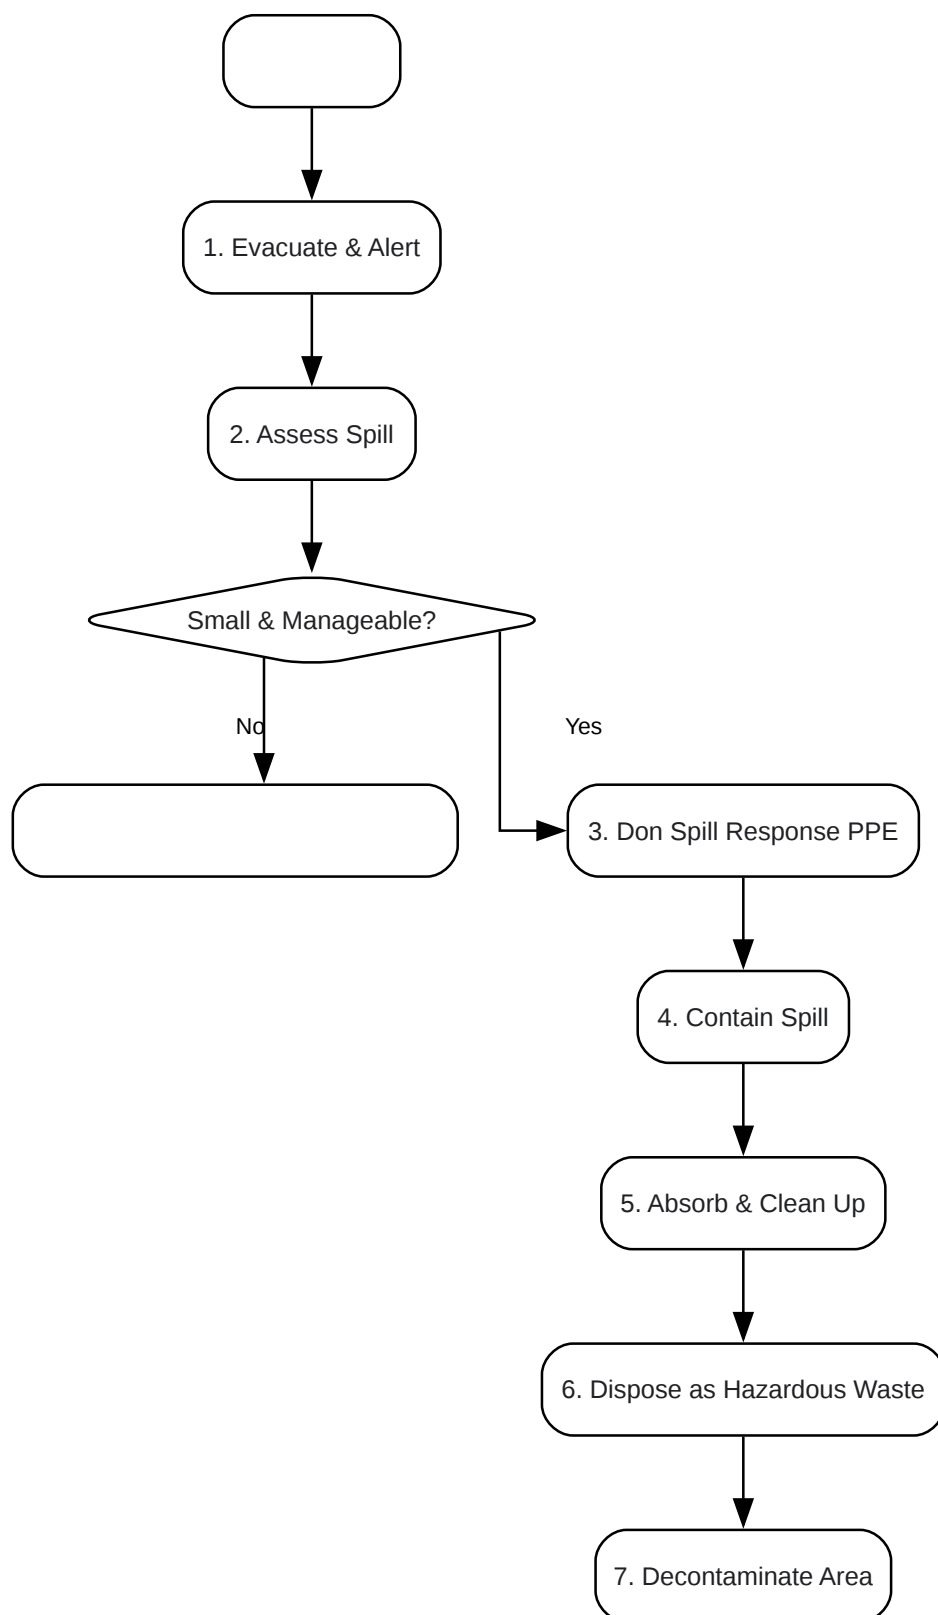 1. Evacuate & Alert
2. Assess Spill
Small & Manageable?
No
Yes
3. Don Spill Response PPE
4. Contain Spill
5. Absorb & Clean Up
6. Dispose as Hazardous Waste
7. Decontaminate Area